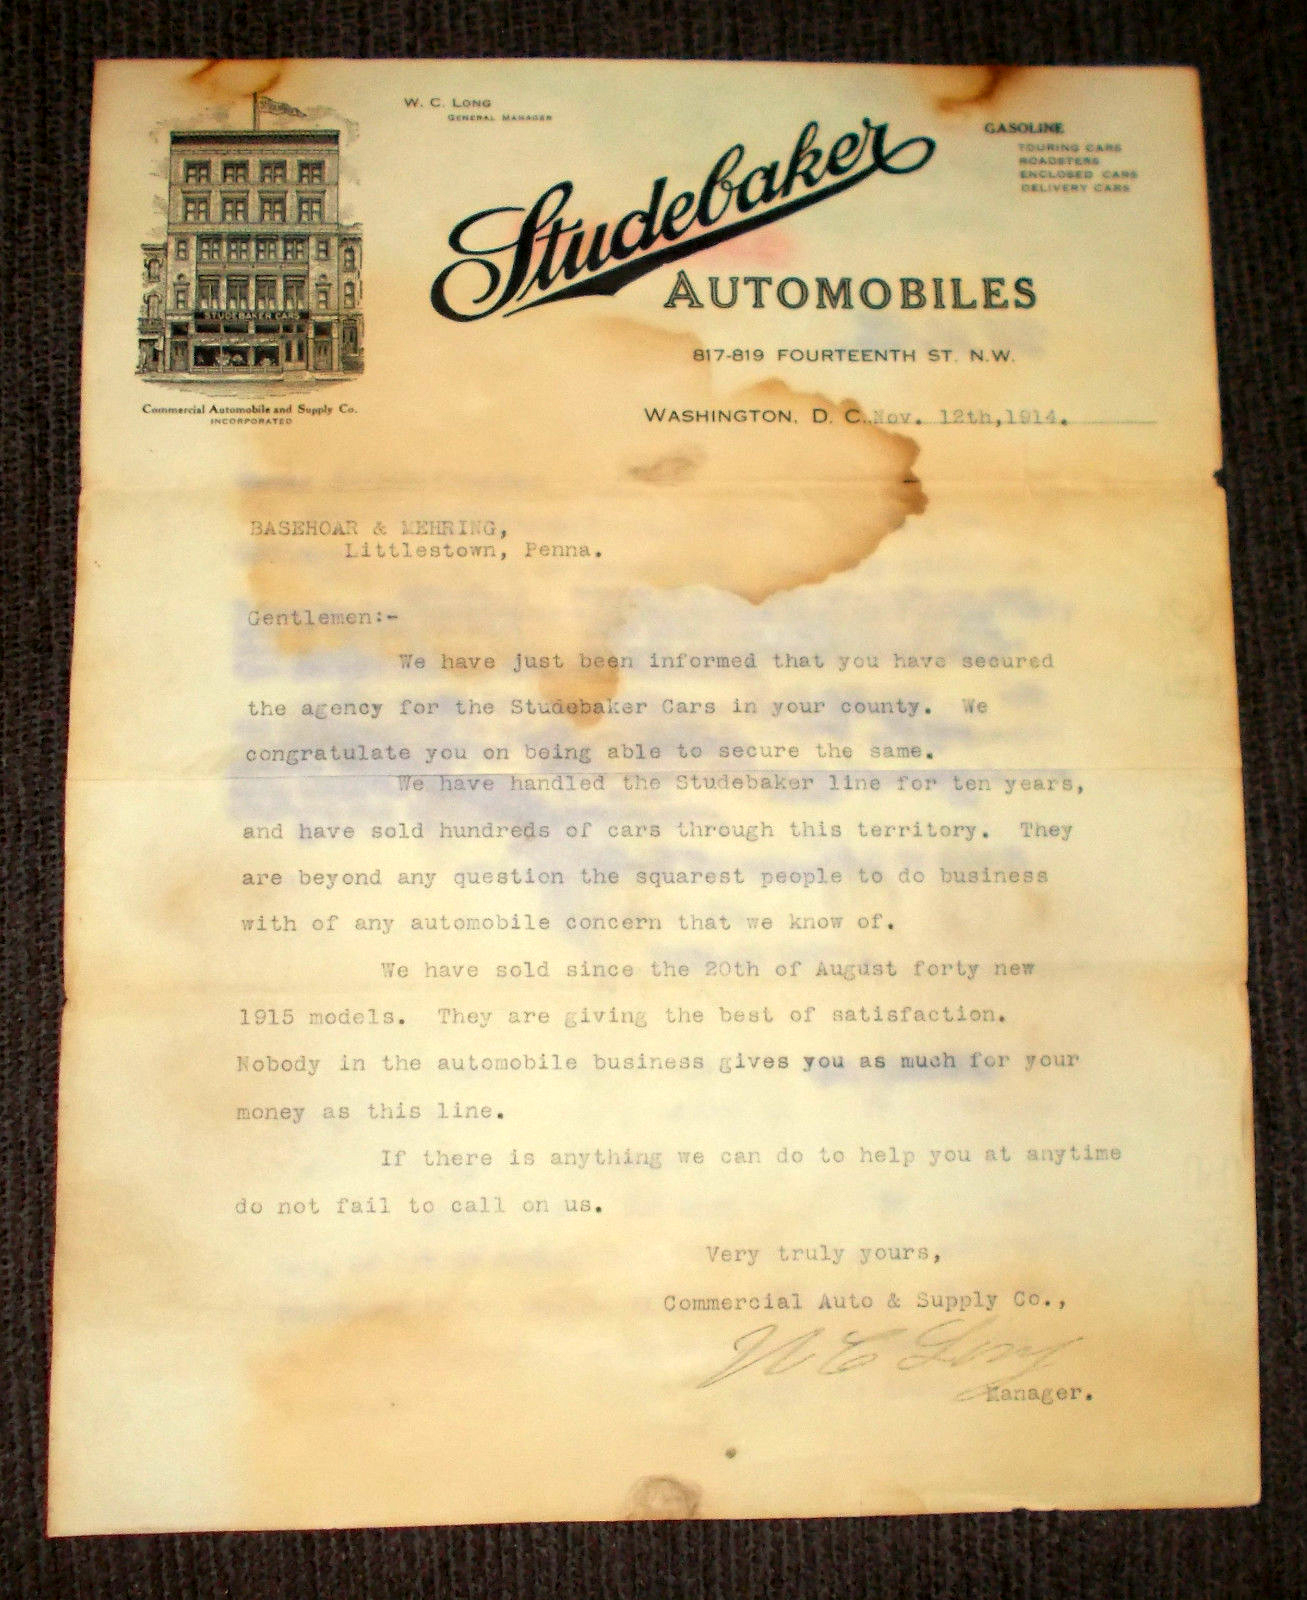 W. C. LONG
GENERAL MANAGER
GASOLINE
TOURING CARS
ROADSTERS
ENCLOSED CARS
DELIVERY CARS
Studebaker
AUTOMOBILES
STUDEBAKER CARS
817-819 FOURTEENTH ST. N.W.
Commercial Automobile and Supply Co.
INCORPORATED
WASHINGTON, D. C., Nov. 12th,1914.
BASEHOAR & MEHRING,
Littlestown, Penna.
Gentlemen:-
We have just been informed that you have secured
the agency for the Studebaker Cars in your county. We
congratulate you on being able to secure the same.
We have handled the Studebaker line for ten years,
and have sold hundreds of cars through this territory. They
are beyond any question the squarest people to do business
with of any automobile concern that we know of.
We have sold since the 20th of August forty new
1915 models. They are giving the best of satisfaction.
Nobody in the automobile business gives you as much for your
money as this line.
If there is anything we can do to help you at anytime
do not fail to call on us.
Very truly yours,
Commercial Auto & Supply Co.,
W C Long
Manager.